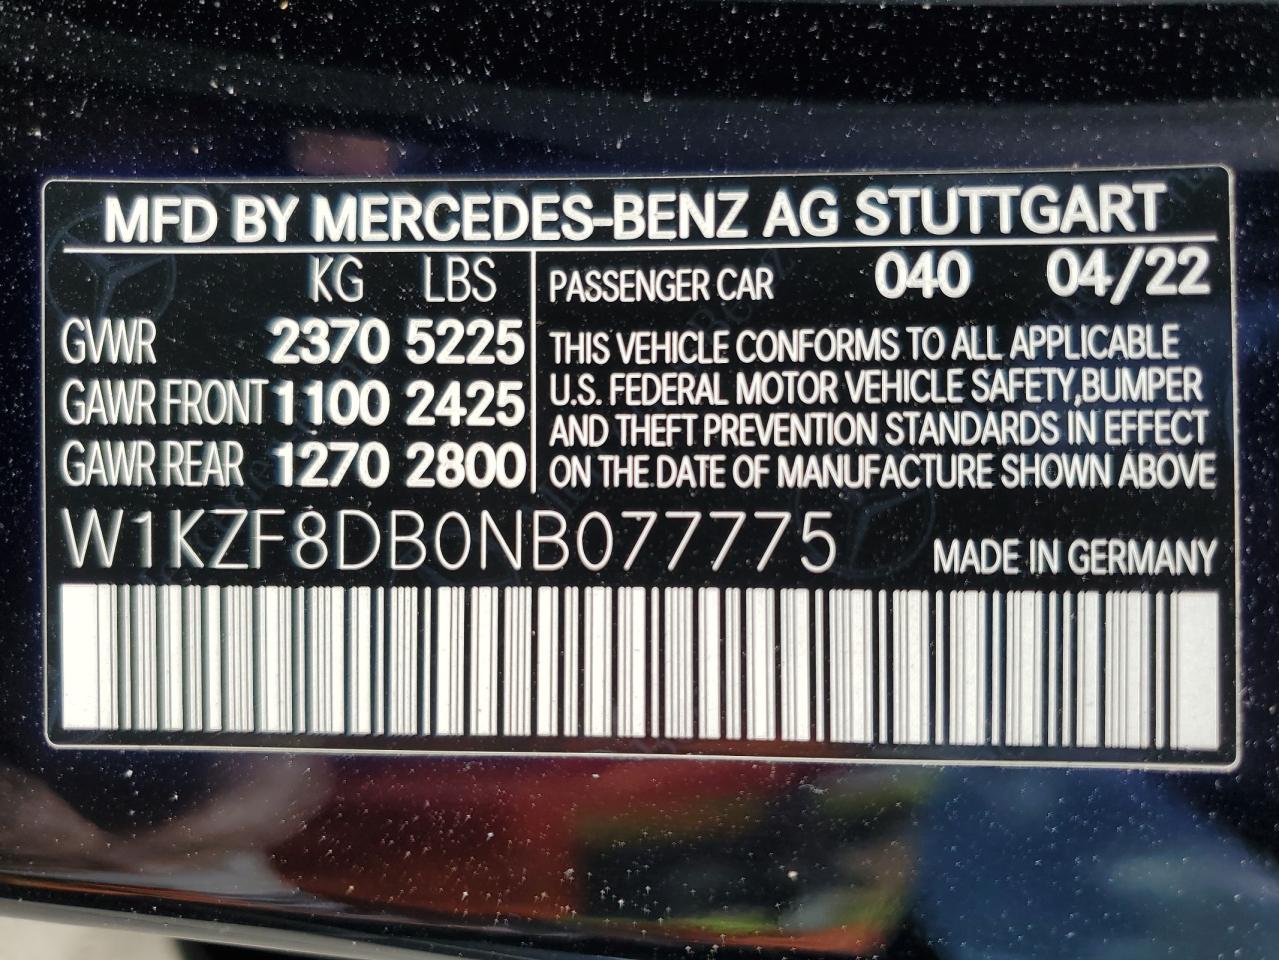 MFD BY MERCEDES-BENZ AG STUTTGART
KG LBS
GVWR 2370 5225
GAWR FRONT 1100 2425
GAWR REAR 1270 2800
PASSENGER CAR 040 04/22
THIS VEHICLE CONFORMS TO ALL APPLICABLE
U.S. FEDERAL MOTOR VEHICLE SAFETY,BUMPER
AND THEFT PREVENTION STANDARDS IN EFFECT
ON THE DATE OF MANUFACTURE SHOWN ABOVE
W1KZF8DB0NB077775
MADE IN GERMANY